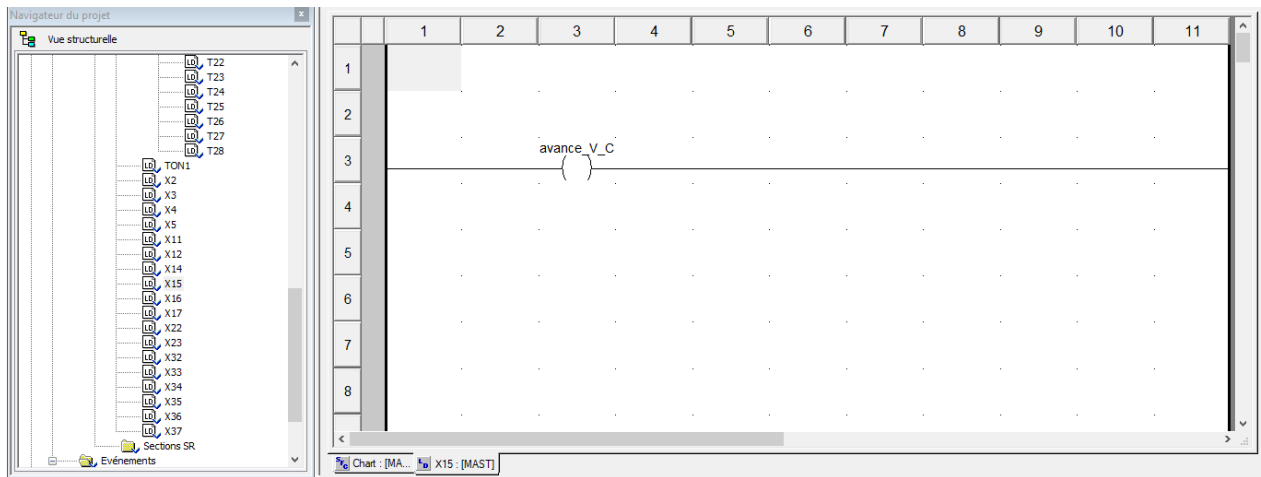 Navigateur du projet
Vue structurelle
T22
T23
T24
T25
T26
T27
T28
TON1
X2
X3
X4
X5
X11
X12
X14
X15
X16
X17
X22
X23
X32
X33
X34
X35
X36
X37
Sections SR
Evénements
1 2 3 4 5 6 7 8 9 10 11
1
2
avance_V_C
3
4
5
6
7
8
Chart : [MA... X15 : [MAST]